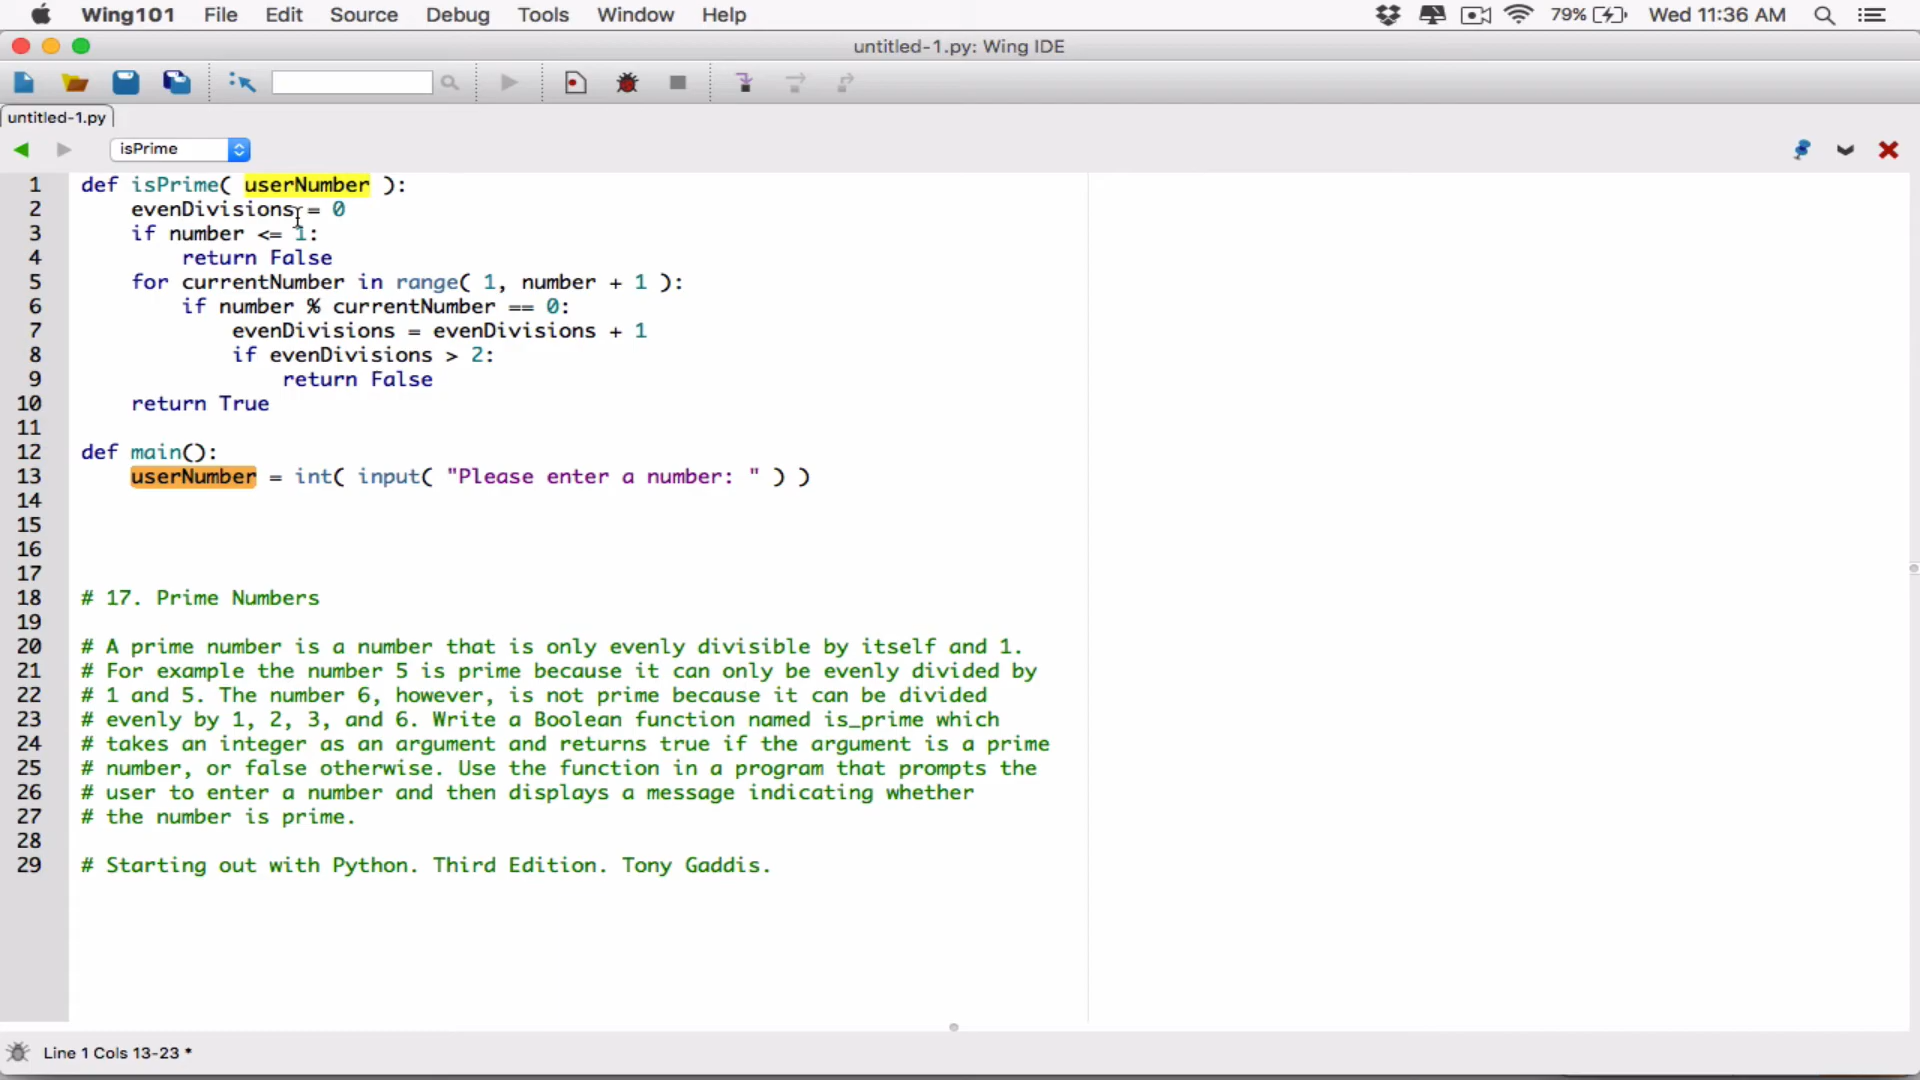 Wing101 File Edit Source Debug Tools Window Help 79% Wed 11:36 AM
untitled-1.py: Wing IDE
untitled-1.py
isPrime
1 def isPrime( userNumber ):
2 evenDivisions = 0
3 if number <= 1:
4 return False
5 for currentNumber in range( 1, number + 1 ):
6 if number % currentNumber == 0:
7 evenDivisions = evenDivisions + 1
8 if evenDivisions > 2:
9 return False
10 return True
11
12 def main():
13 userNumber = int( input( "Please enter a number: " ) )
14
15
16
17
18 # 17. Prime Numbers
19
20 # A prime number is a number that is only evenly divisible by itself and 1.
21 # For example the number 5 is prime because it can only be evenly divided by
22 # 1 and 5. The number 6, however, is not prime because it can be divided
23 # evenly by 1, 2, 3, and 6. Write a Boolean function named is_prime which
24 # takes an integer as an argument and returns true if the argument is a prime
25 # number, or false otherwise. Use the function in a program that prompts the
26 # user to enter a number and then displays a message indicating whether
27 # the number is prime.
28
29 # Starting out with Python. Third Edition. Tony Gaddis.
Line 1 Cols 13-23 *